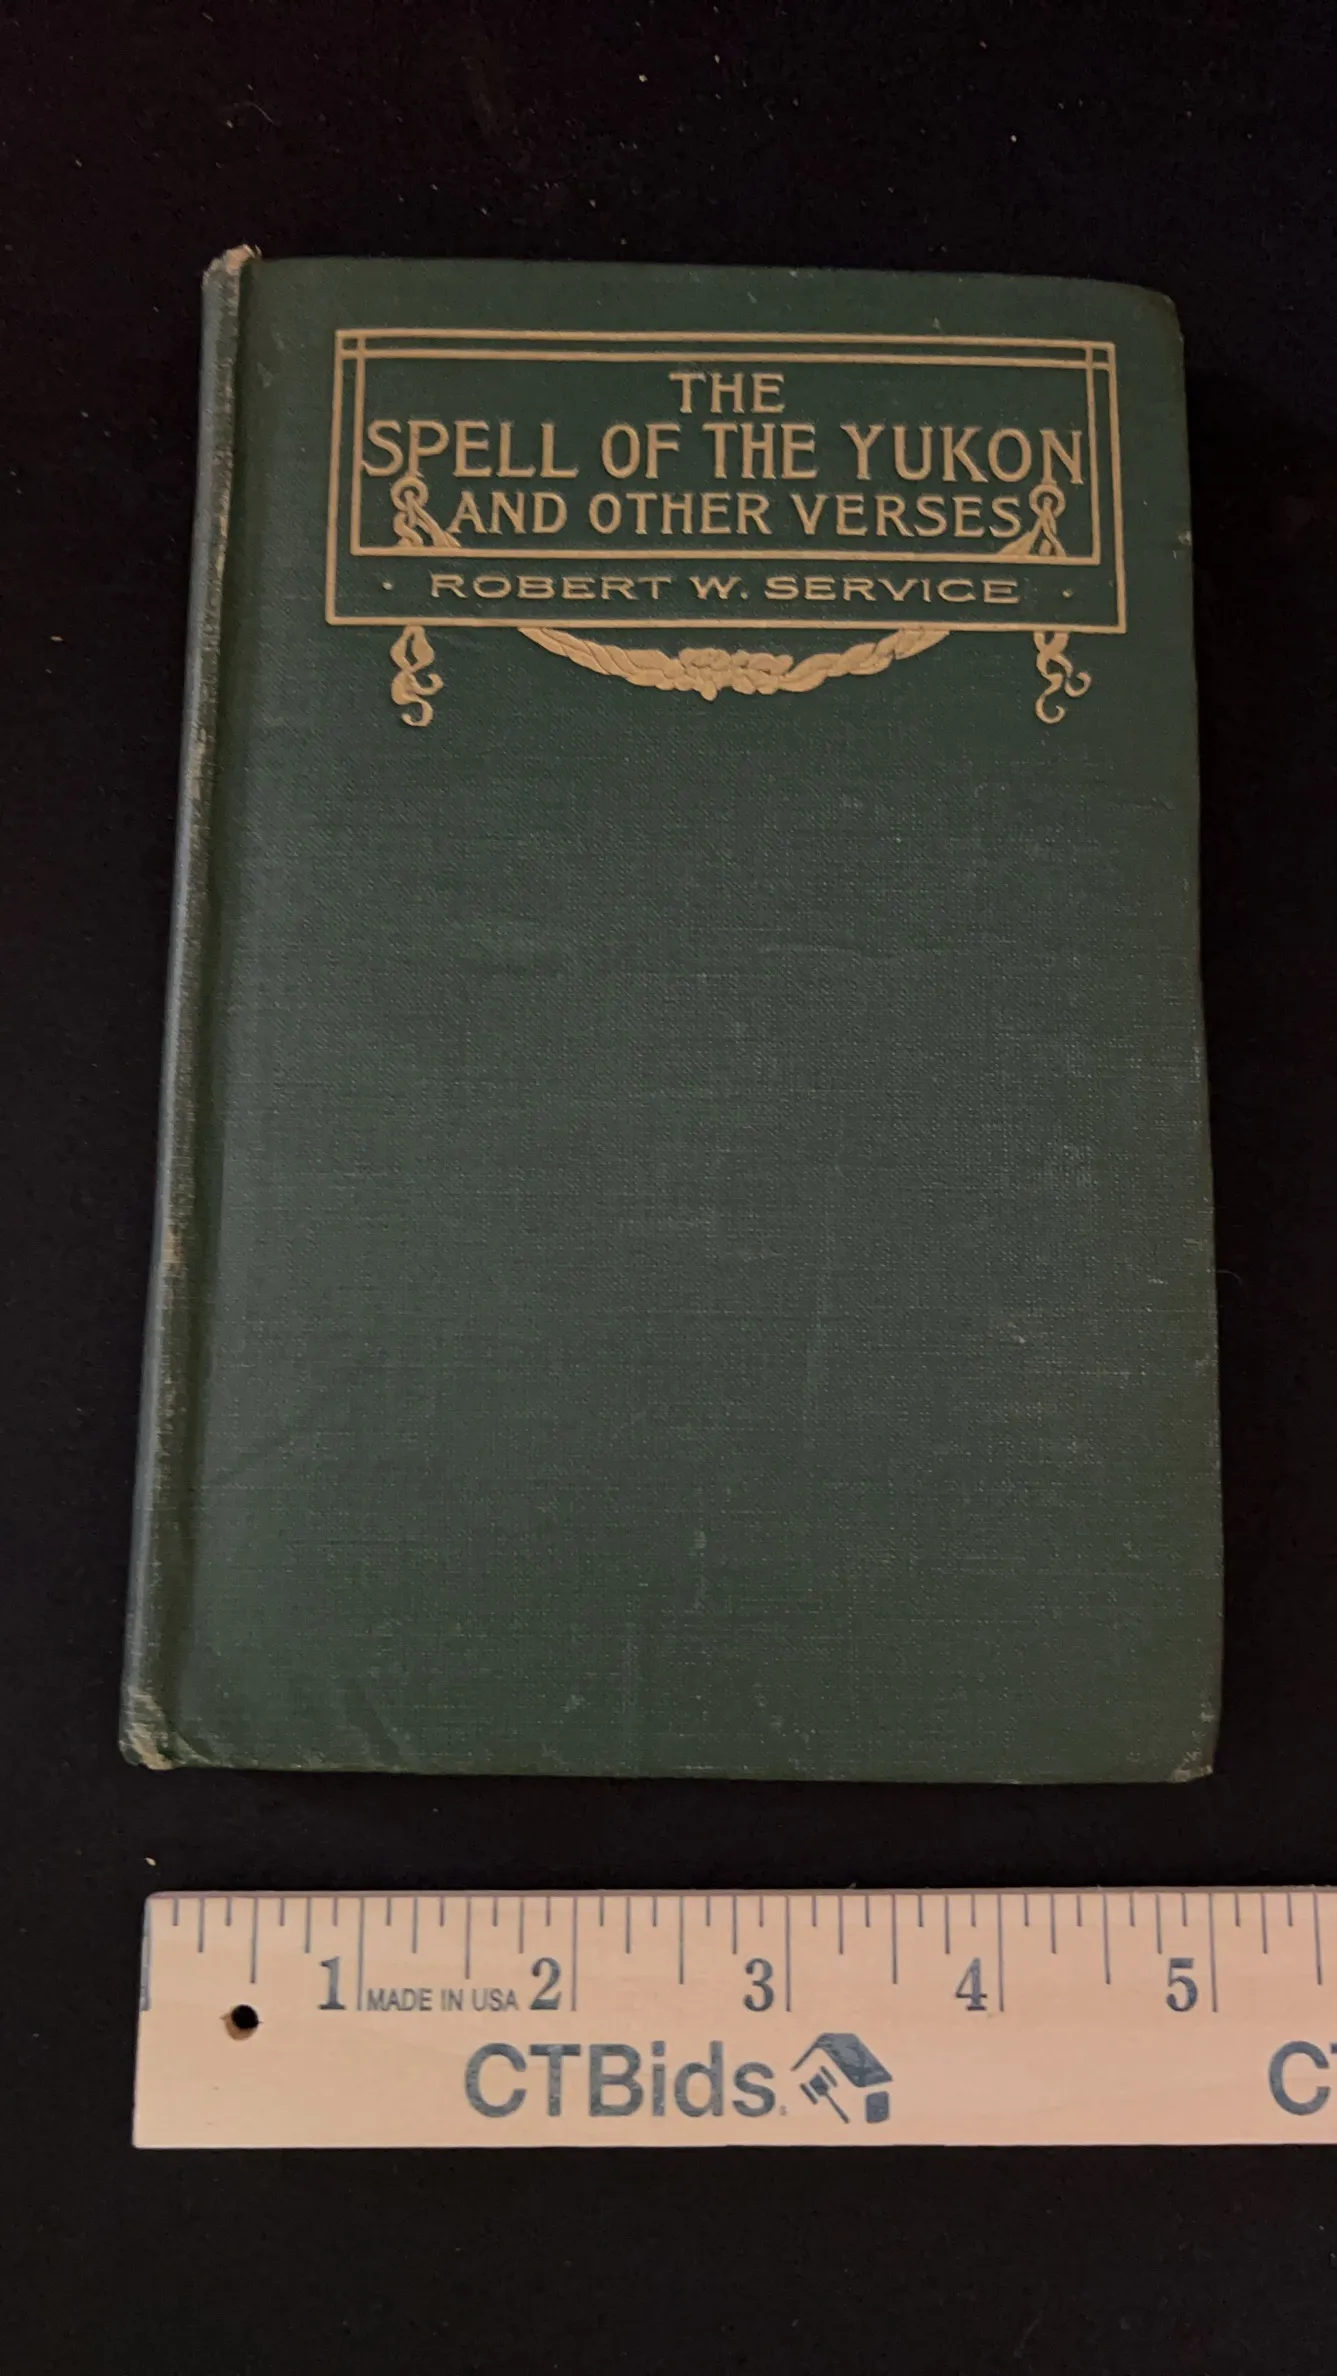 THE
SPELL OF THE YUKON
AND OTHER VERSES
· ROBERT W. SERVICE ·
1 MADE IN USA 2 3 4 5
CTBids. CT